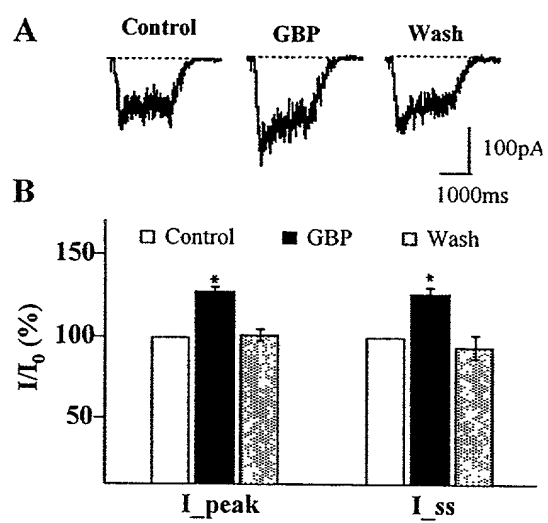 A
Control
GBP
Wash
100pA
1000ms
B
Control
GBP
Wash
150
100
50
I/I0 (%)
*
*
I_peak
I_ss